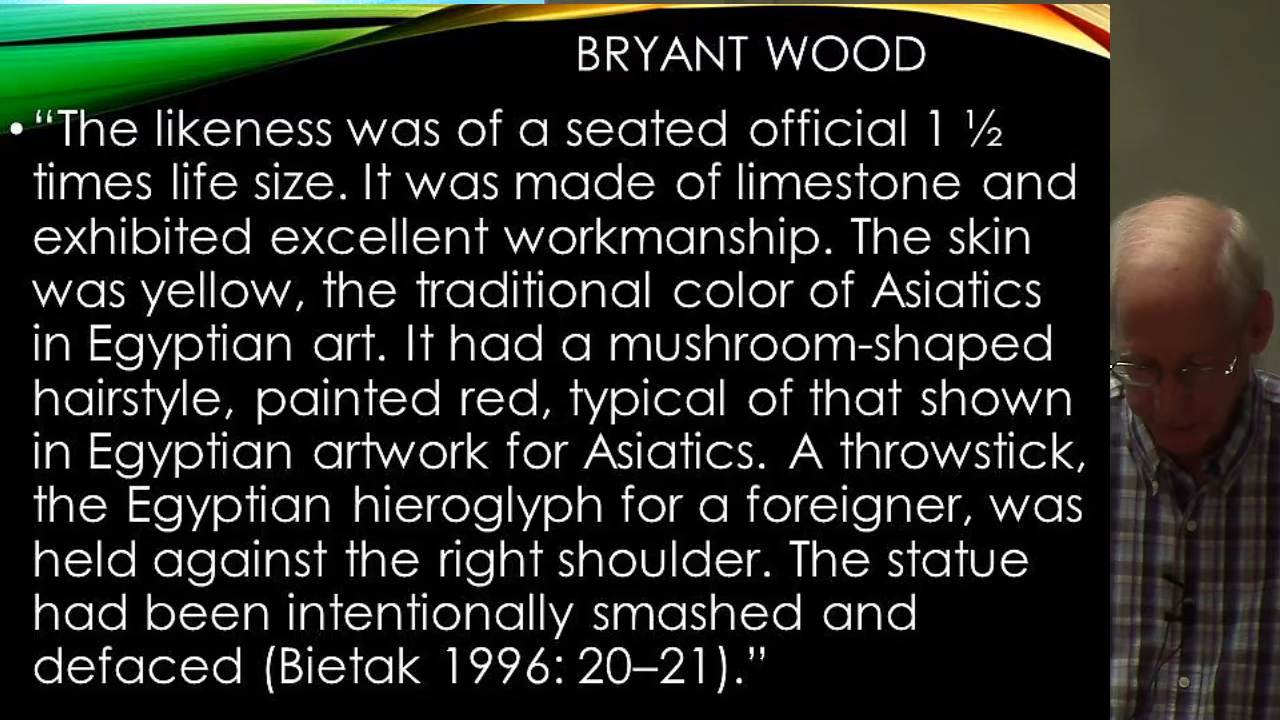 BRYANT WOOD
• “The likeness was of a seated official 1 ½
times life size. It was made of limestone and
exhibited excellent workmanship. The skin
was yellow, the traditional color of Asiatics
in Egyptian art. It had a mushroom-shaped
hairstyle, painted red, typical of that shown
in Egyptian artwork for Asiatics. A throwstick,
the Egyptian hieroglyph for a foreigner, was
held against the right shoulder. The statue
had been intentionally smashed and
defaced (Bietak 1996: 20–21).”